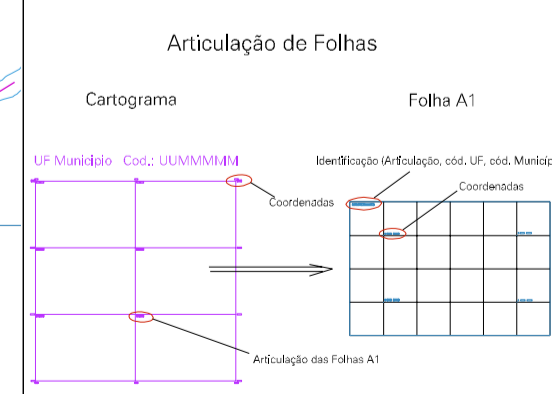 Articulação de Folhas
Cartograma
Folha A1
UF Municipio Cod.: UUMMMMM
Identificação (Articulação, cód. UF, cód. Municíp
Coordenadas
Coordenadas
Articulação das Folhas A1